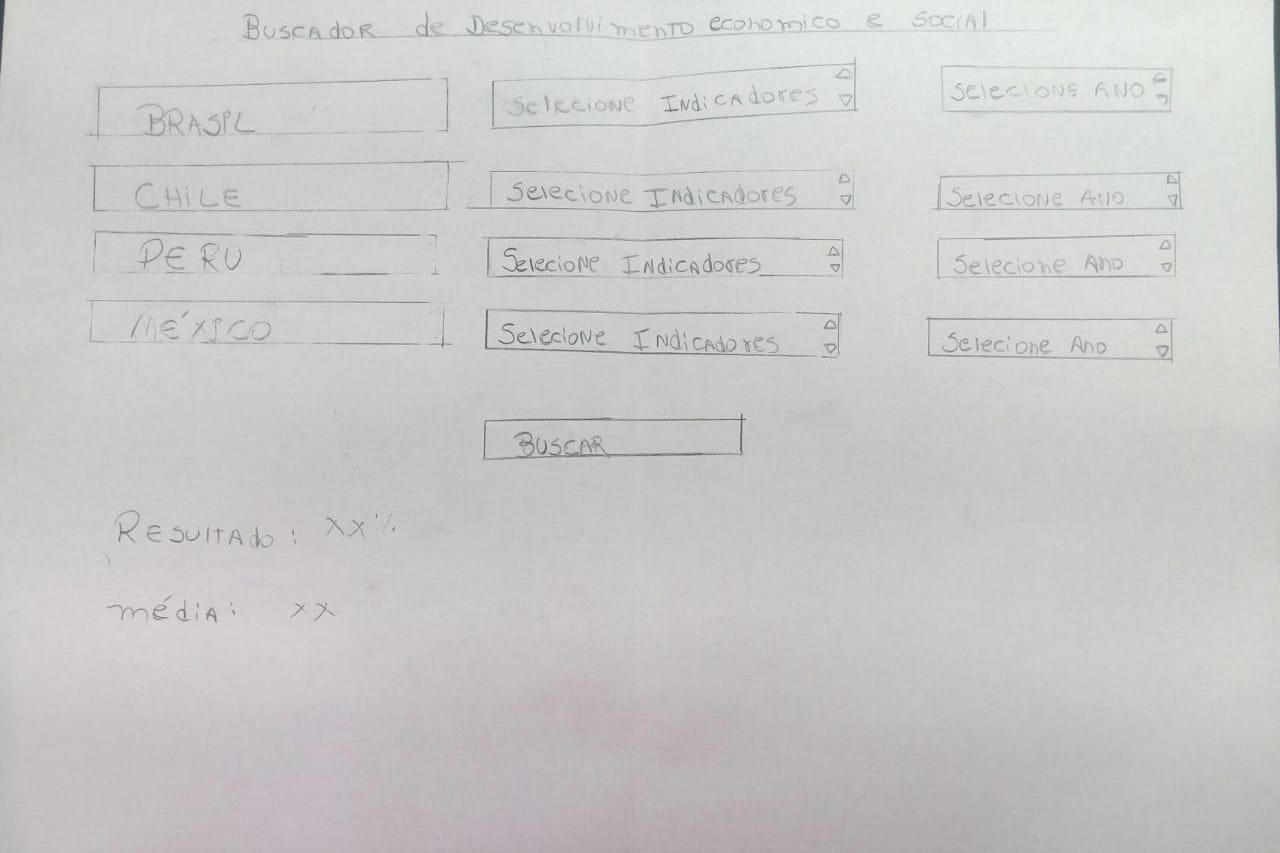 BUSCADOR de Desenvolvimento economico e social
BRASIL
Selecione Indicadores
Selecione Ano
CHILE
Selecione Indicadores
Selecione Ano
PERU
Selecione Indicadores
Selecione Ano
MÉXICO
Selecione Indicadores
Selecione Ano
BUSCAR
Resultado: XX%
média: XX